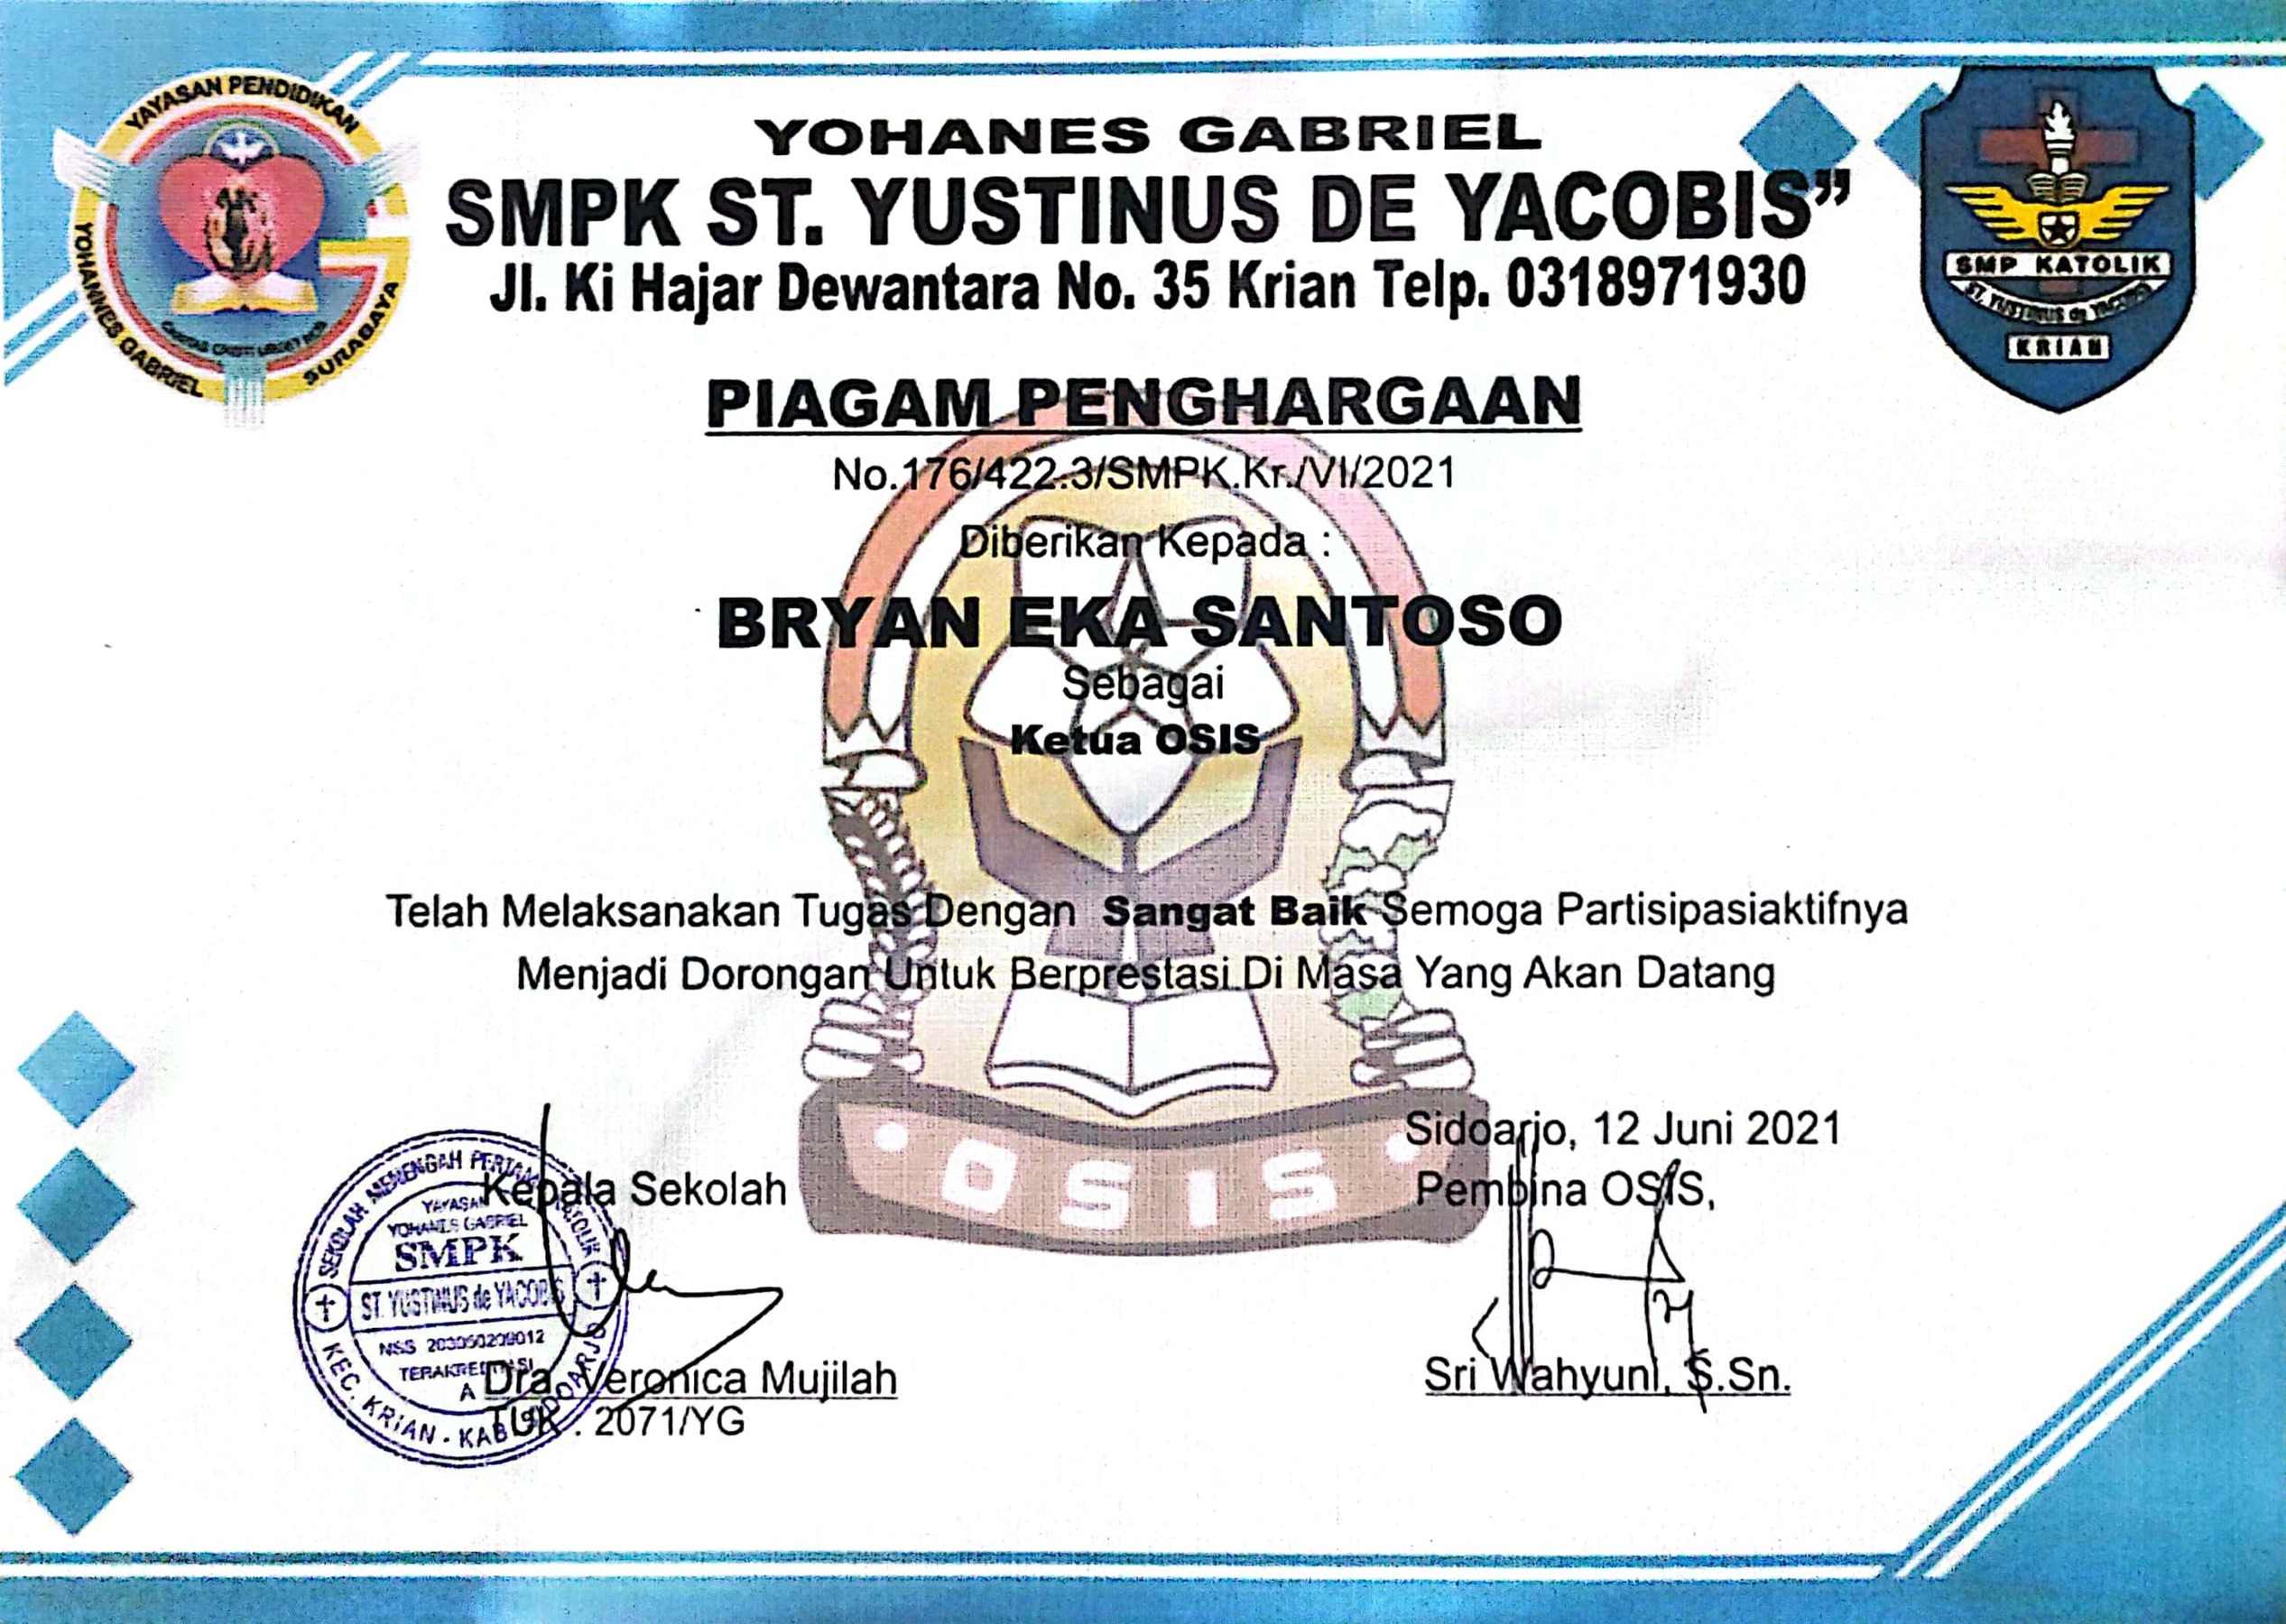 YAYASAN PENDIDIKAN
YOHANNES GABRIEL
SURABAYA
YOHANES GABRIEL
SMPK ST. YUSTINUS DE YACOBIS”
Jl. Ki Hajar Dewantara No. 35 Krian Telp. 0318971930
SMP KATOLIK
ST. YUSTINUS de YACOBIS
KRIAN
PIAGAM PENGHARGAAN
No.176/422.3/SMPK.Kr./VI/2021
Diberikan Kepada :
BRYAN EKA SANTOSO
Sebagai
Ketua OSIS
Telah Melaksanakan Tugas Dengan Sangat Baik Semoga Partisipasiaktifnya
Menjadi Dorongan Untuk Berprestasi Di Masa Yang Akan Datang
OSIS
Sidoarjo, 12 Juni 2021
Kepala Sekolah
Pembina OSIS,
SEKOLAH MENENGAH PERTAMA KATOLIK
YAYASAN
YOHANES GABRIEL
SMPK
ST. YUSTINUS de YACOBIS
NSS
TERAKREDITASI
A
KEC. KRIAN - KAB SIDOARJO
Dra. Veronica Mujilah
TUK : 2071/YG
Sri Wahyuni, S.Sn.